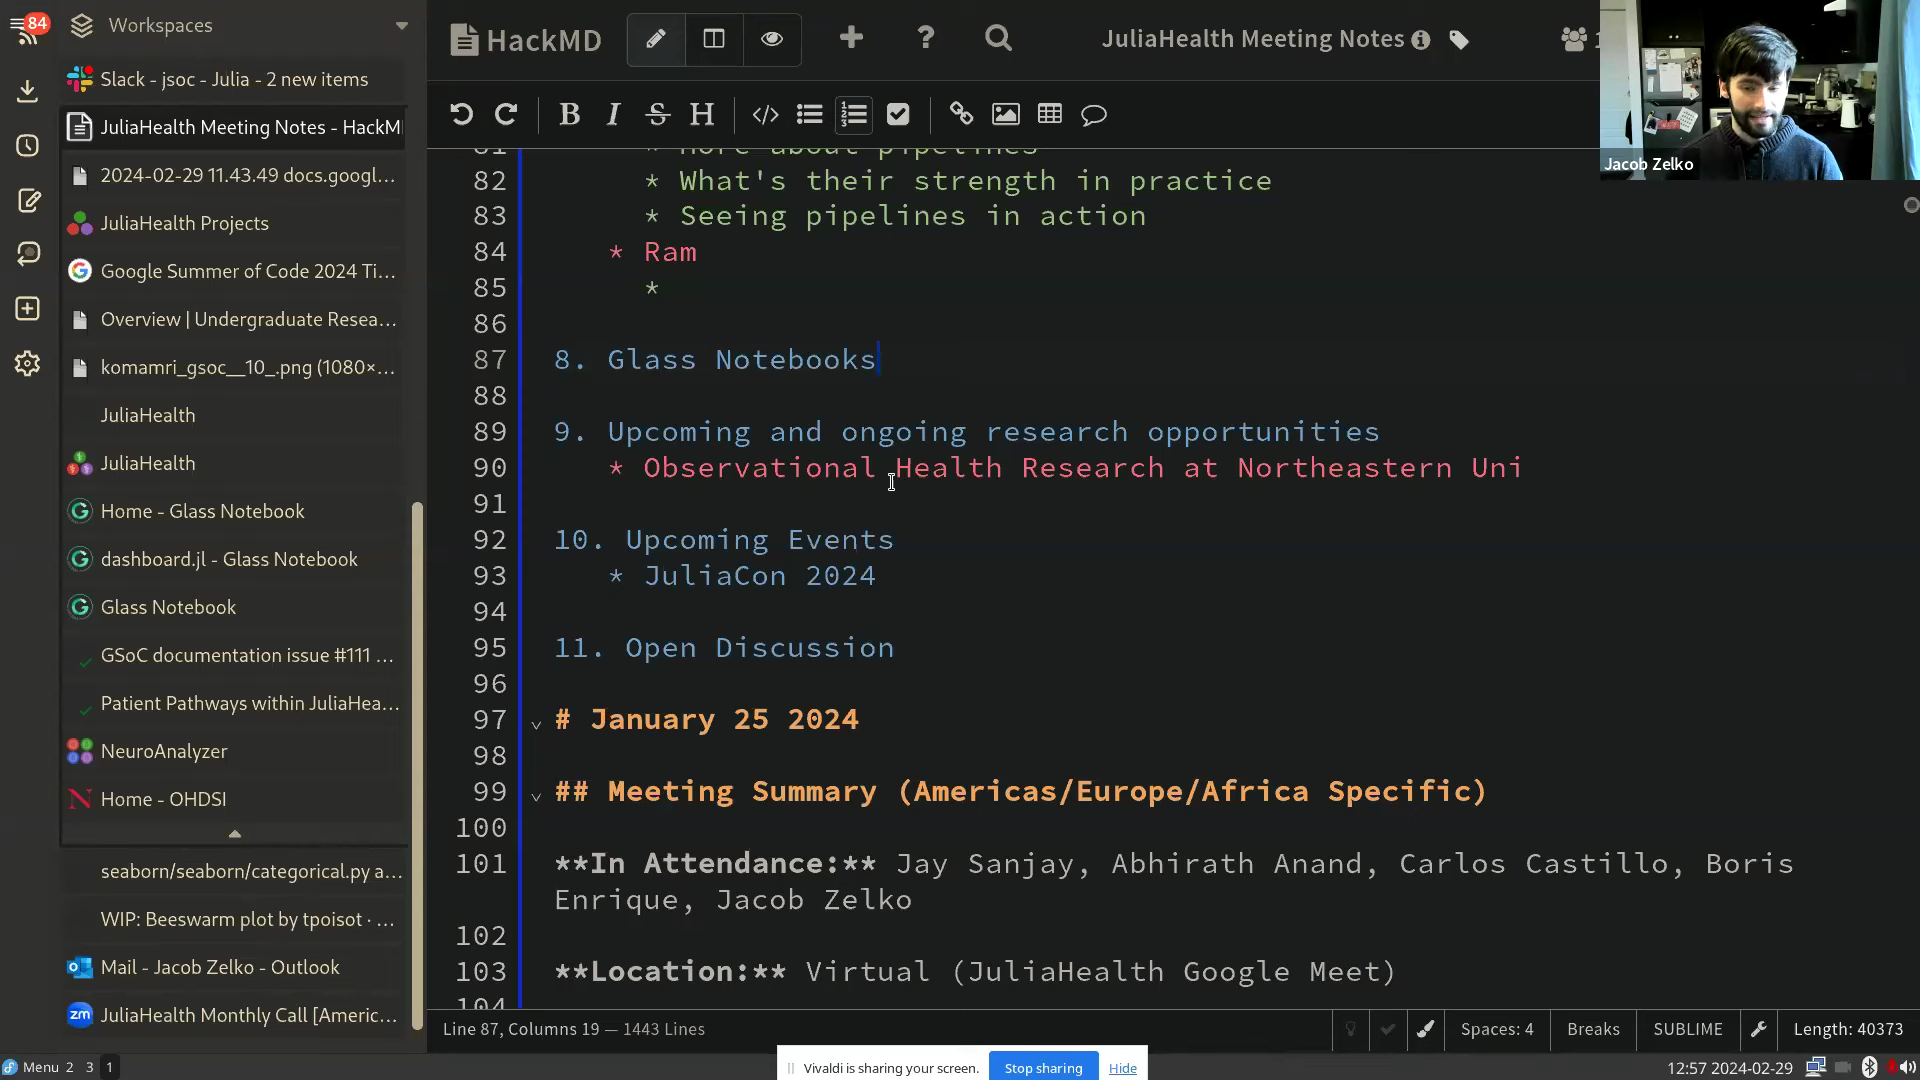 84
Workspaces
Slack - jsoc - Julia - 2 new items
JuliaHealth Meeting Notes - HackM
2024-02-29 11.43.49 docs.googl...
JuliaHealth Projects
Google Summer of Code 2024 Ti...
Overview | Undergraduate Resea...
komamri_gsoc__10_.png (1080×...
JuliaHealth
JuliaHealth
Home - Glass Notebook
dashboard.jl - Glass Notebook
Glass Notebook
GSoC documentation issue #111 ...
Patient Pathways within JuliaHea...
NeuroAnalyzer
Home - OHDSI
seaborn/seaborn/categorical.py a...
WIP: Beeswarm plot by tpoisot · ...
Mail - Jacob Zelko - Outlook
JuliaHealth Monthly Call [Americ...
HackMD
JuliaHealth Meeting Notes
Jacob Zelko
81 * More about pipelines
82 * What's their strength in practice
83 * Seeing pipelines in action
84 * Ram
85 *
86
87 8. Glass Notebooks
88
89 9. Upcoming and ongoing research opportunities
90 * Observational Health Research at Northeastern Uni
91
92 10. Upcoming Events
93 * JuliaCon 2024
94
95 11. Open Discussion
96
97 # January 25 2024
98
99 ## Meeting Summary (Americas/Europe/Africa Specific)
100
101 **In Attendance:** Jay Sanjay, Abhirath Anand, Carlos Castillo, Boris
Enrique, Jacob Zelko
102
103 **Location:** Virtual (JuliaHealth Google Meet)
104
Line 87, Columns 19 — 1443 Lines
Spaces: 4
Breaks
SUBLIME
Length: 40373
Menu 2 3 1
Vivaldi is sharing your screen.
Stop sharing
Hide
12:57 2024-02-29